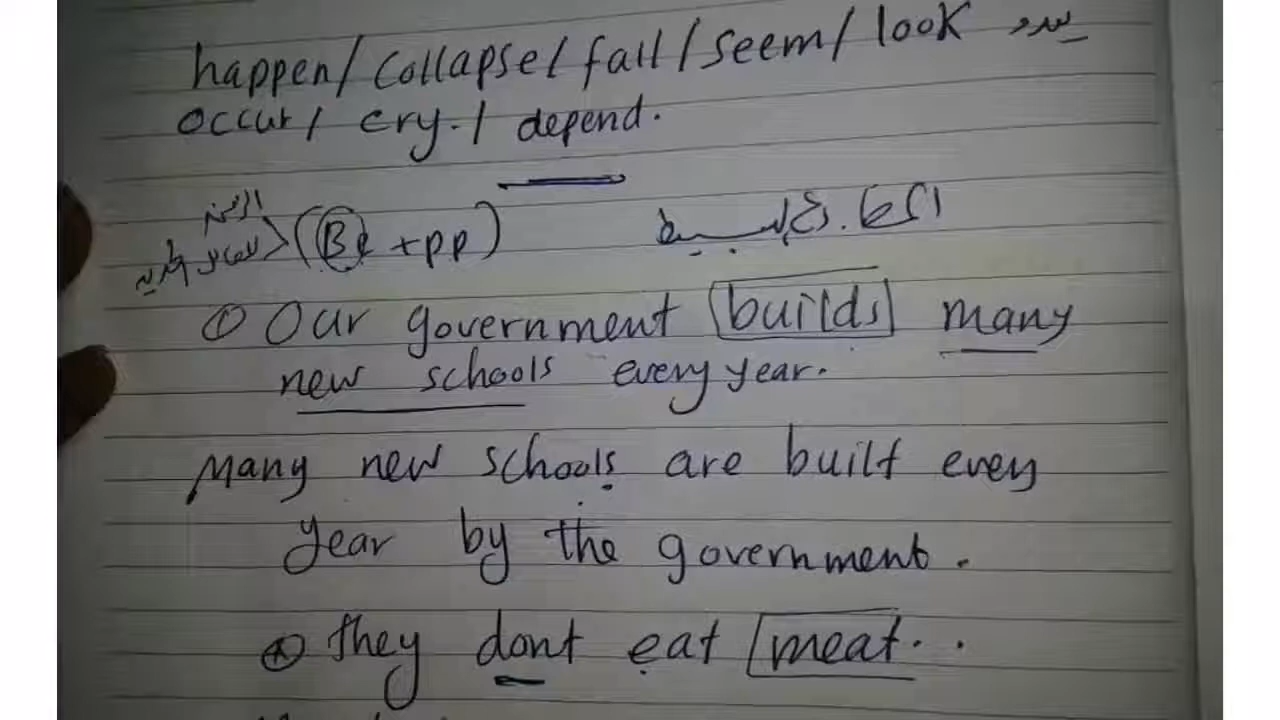 happen/ collapse/ fall/ seem/ look يبدو
occur/ cry./ depend.
(Be +pp)
① Our government builds many
new schools every year.
Many new schools are built every
year by the government.
they dont eat meat..